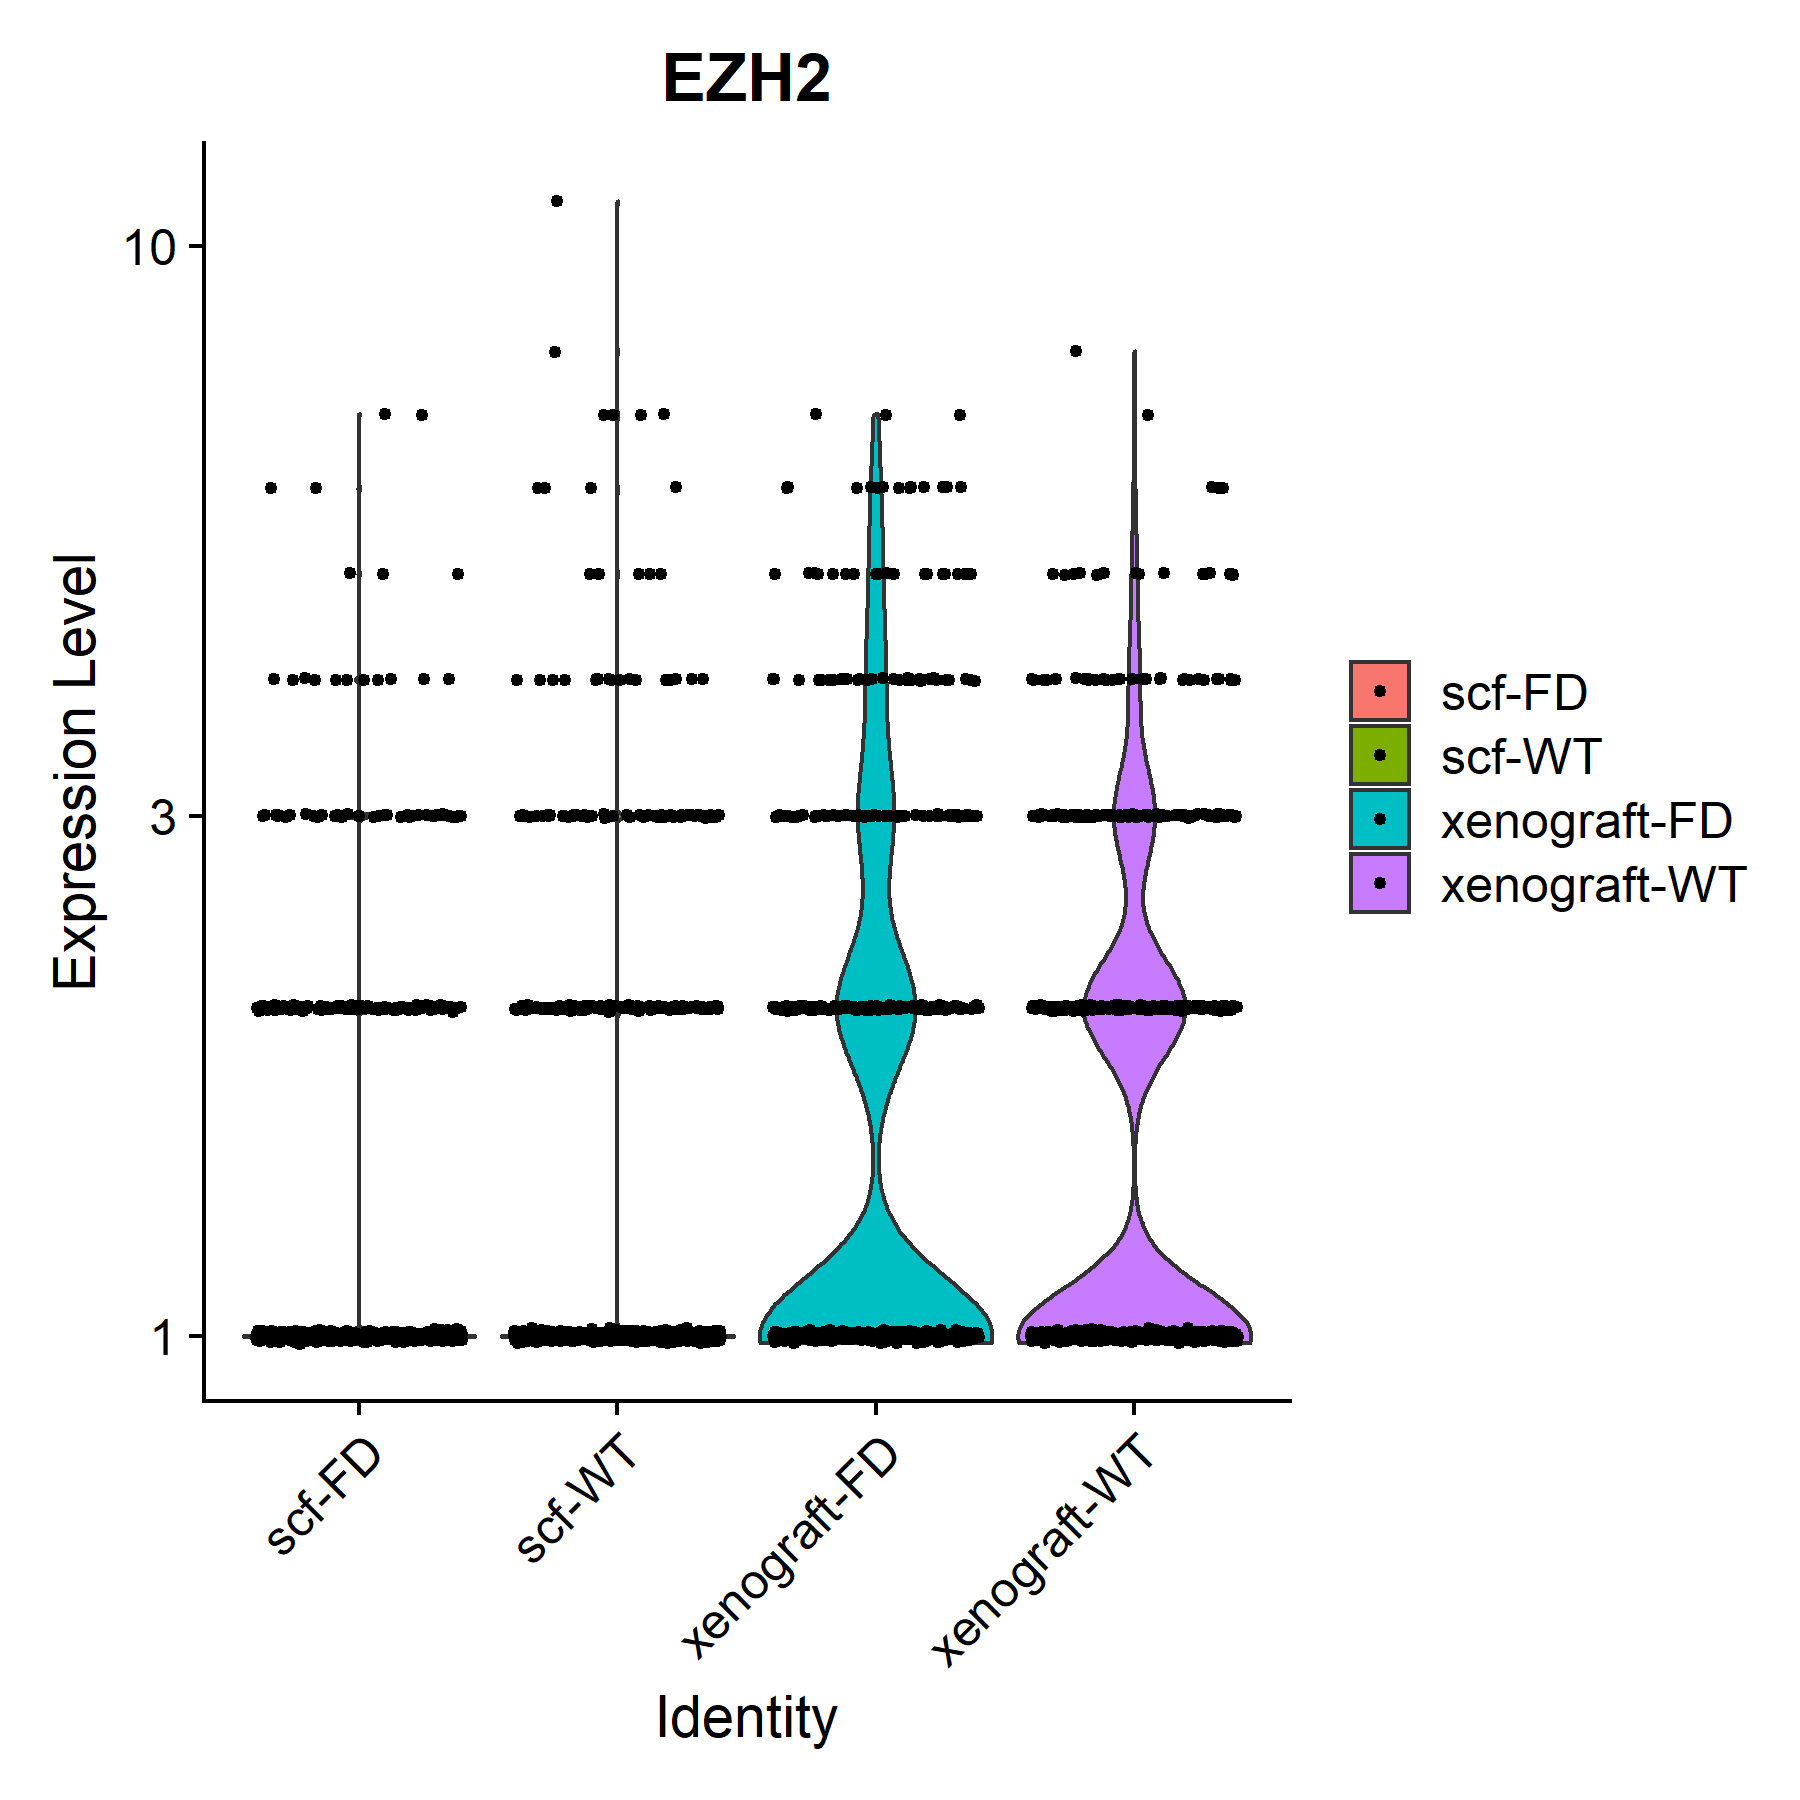 EZH2
10
3
1
Expression Level
scf-FD
scf-WT
xenograft-FD
xenograft-WT
Identity
scf-FD
scf-WT
xenograft-FD
xenograft-WT